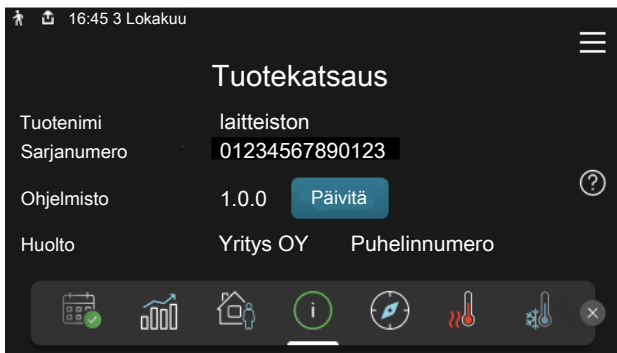 16:45 3 Lokakuu
Tuotekatsaus
Tuotenimi laitteiston
Sarjanumero 01234567890123
Ohjelmisto 1.0.0 Päivitä
Huolto Yritys OY Puhelinnumero